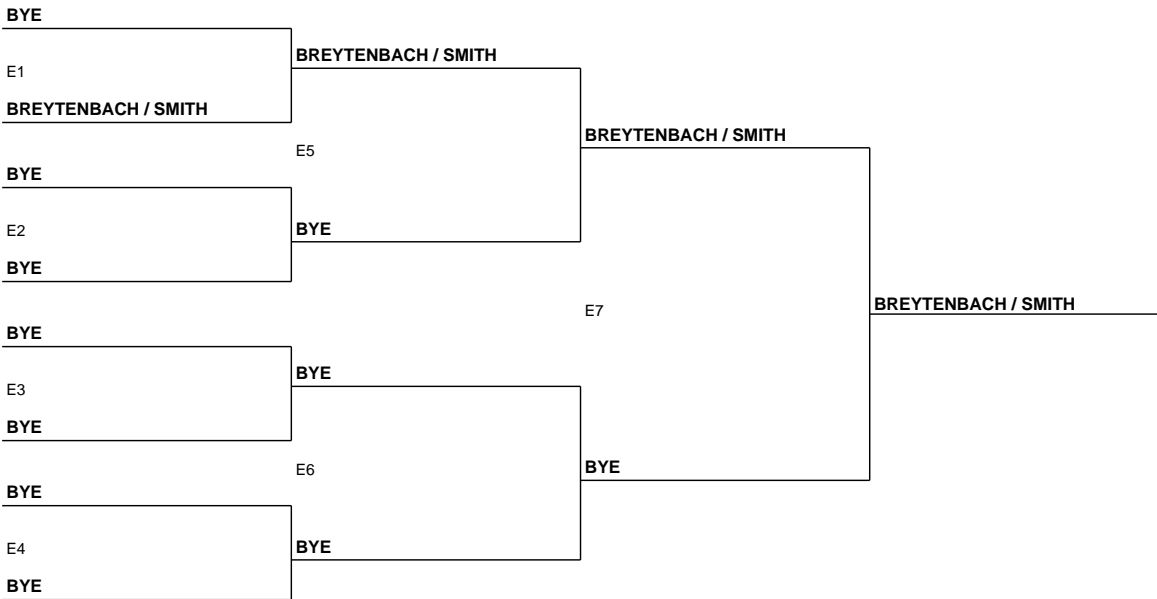 BYE
BREYTENBACH / SMITH
E1
BREYTENBACH / SMITH
BREYTENBACH / SMITH
E5
BYE
E2
BYE
BYE
E7
BREYTENBACH / SMITH
BYE
BYE
E3
BYE
E6
BYE
BYE
E4
BYE
BYE